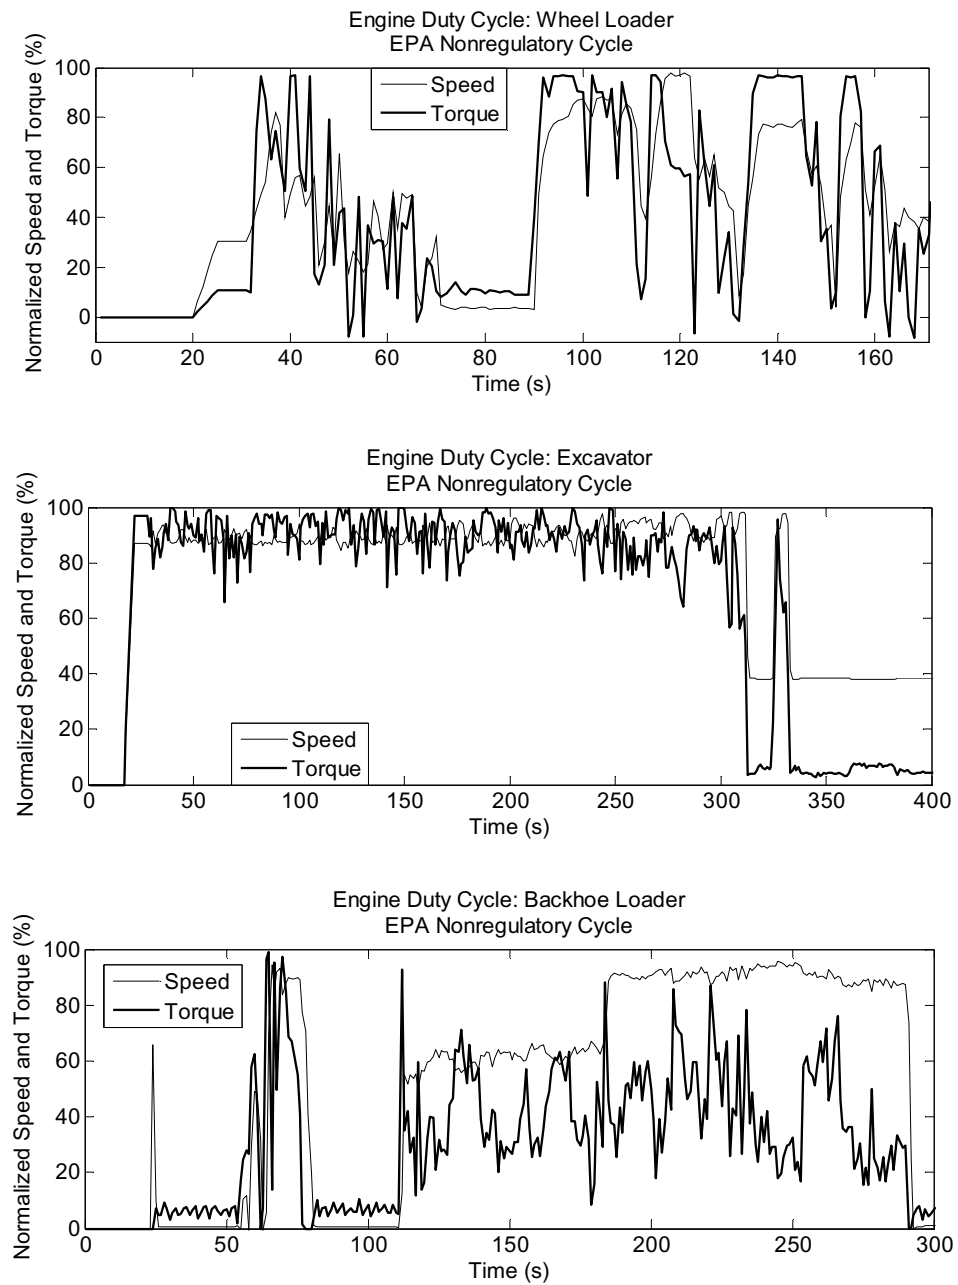 Engine Duty Cycle: Wheel Loader
EPA Nonregulatory Cycle
Normalized Speed and Torque (%)
100
80
60
40
20
0
Speed
Torque
0 20 40 60 80 100 120 140 160
Time (s)
Engine Duty Cycle: Excavator
EPA Nonregulatory Cycle
Normalized Speed and Torque (%)
100
80
60
40
20
0
Speed
Torque
0 50 100 150 200 250 300 350 400
Time (s)
Engine Duty Cycle: Backhoe Loader
EPA Nonregulatory Cycle
Normalized Speed and Torque (%)
100
80
60
40
20
0
Speed
Torque
0 50 100 150 200 250 300
Time (s)